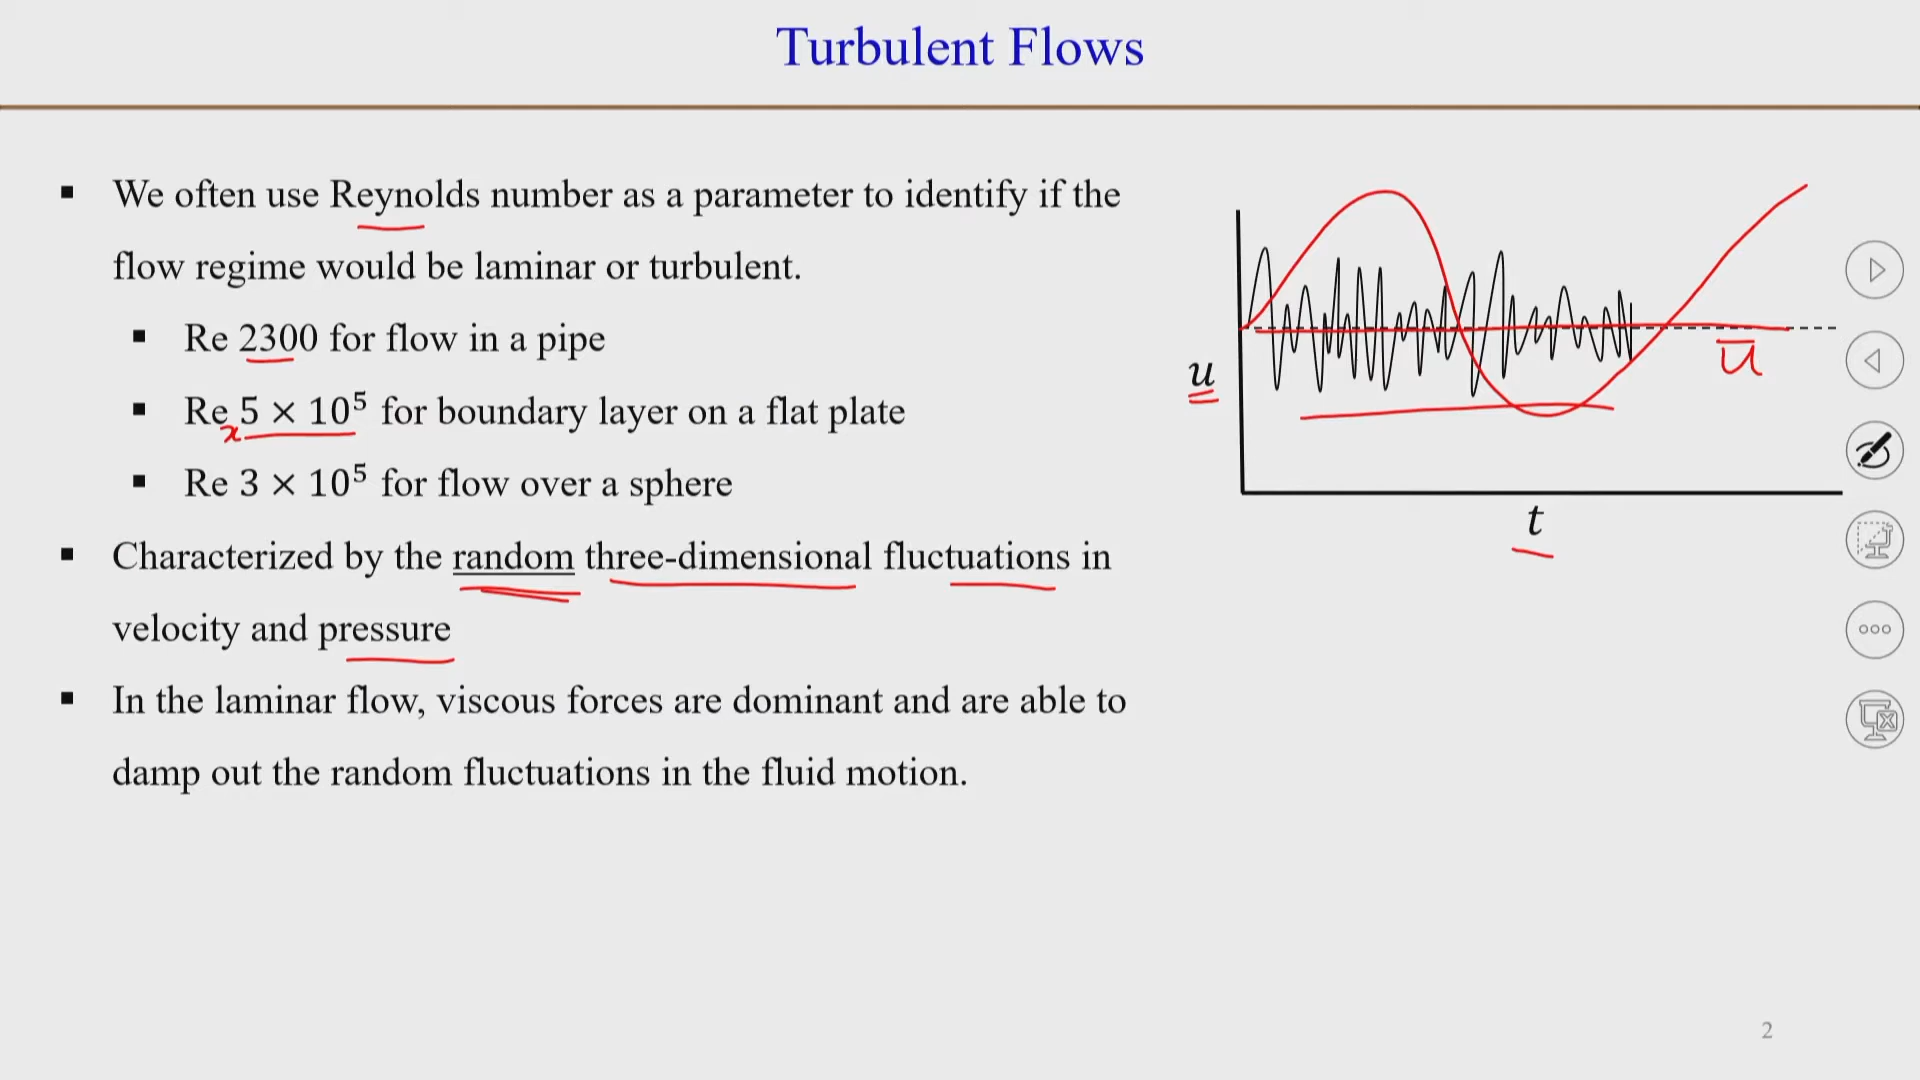 Turbulent Flows
▪ We often use Reynolds number as a parameter to identify if the
flow regime would be laminar or turbulent.
▪ Re 2300 for flow in a pipe
▪ Re x 5 × 10⁵ for boundary layer on a flat plate
▪ Re 3 × 10⁵ for flow over a sphere
▪ Characterized by the random three-dimensional fluctuations in
velocity and pressure
▪ In the laminar flow, viscous forces are dominant and are able to
damp out the random fluctuations in the fluid motion.
u
u̅
t
2